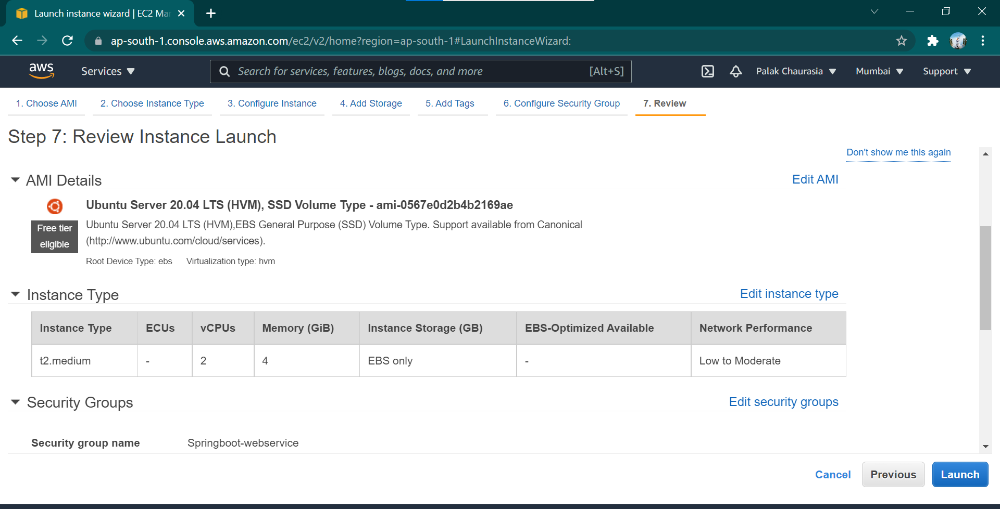 Launch instance wizard | EC2 Ma
ap-south-1.console.aws.amazon.com/ec2/v2/home?region=ap-south-1#LaunchInstanceWizard:
aws
Services
Search for services, features, blogs, docs, and more
[Alt+S]
Palak Chaurasia
Mumbai
Support
1. Choose AMI
2. Choose Instance Type
3. Configure Instance
4. Add Storage
5. Add Tags
6. Configure Security Group
7. Review
Step 7: Review Instance Launch
Don't show me this again
AMI Details
Edit AMI
Ubuntu Server 20.04 LTS (HVM), SSD Volume Type - ami-0567e0d2b4b2169ae
Free tier
eligible
Ubuntu Server 20.04 LTS (HVM),EBS General Purpose (SSD) Volume Type. Support available from Canonical
(http://www.ubuntu.com/cloud/services).
Root Device Type: ebs Virtualization type: hvm
Instance Type
Edit instance type
Instance Type ECUs vCPUs Memory (GiB) Instance Storage (GB) EBS-Optimized Available Network Performance
t2.medium - 2 4 EBS only - Low to Moderate
Security Groups
Edit security groups
Security group name Springboot-webservice
Cancel
Previous
Launch